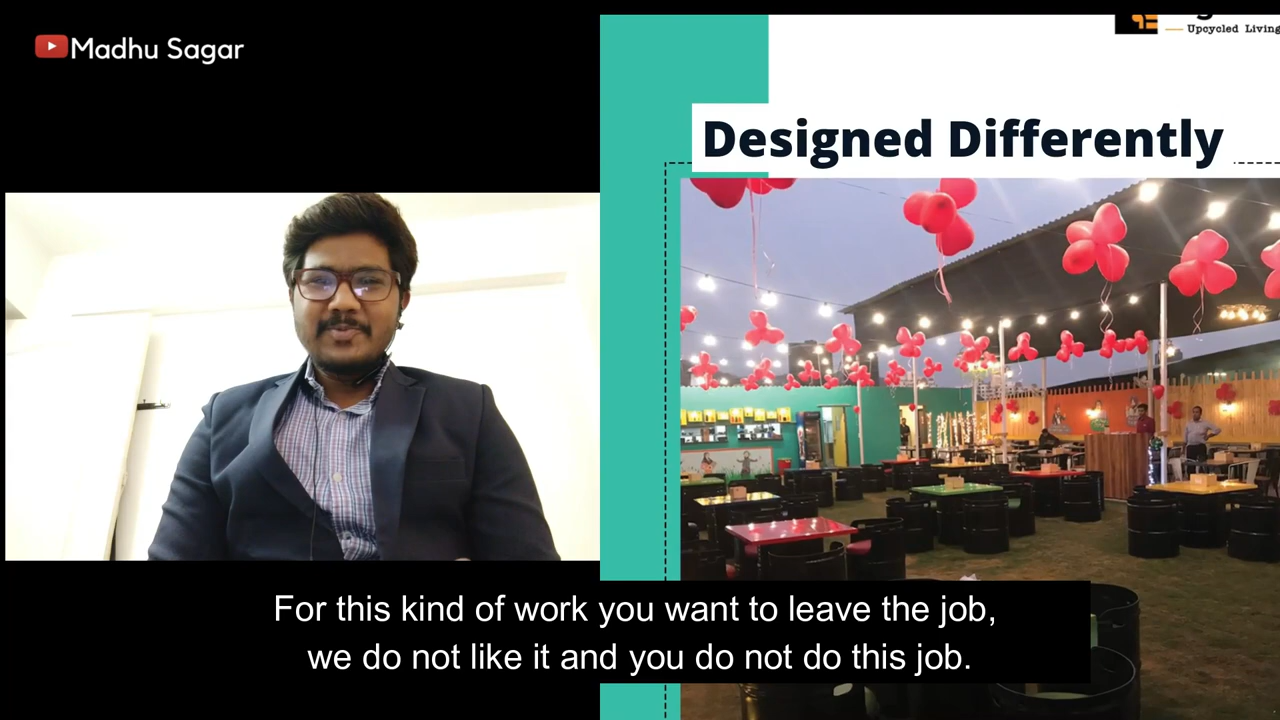 Madhu Sagar
Upcycled Living
Designed Differently
For this kind of work you want to leave the job,
we do not like it and you do not do this job.